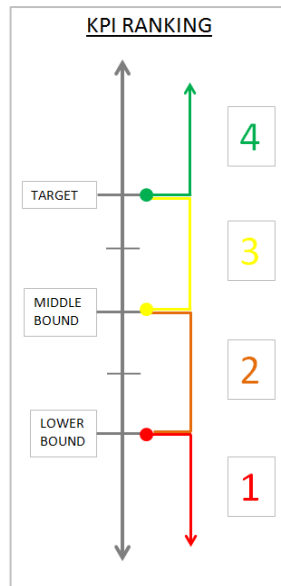 KPI RANKING
4
TARGET
3
MIDDLE
BOUND
2
LOWER
BOUND
1